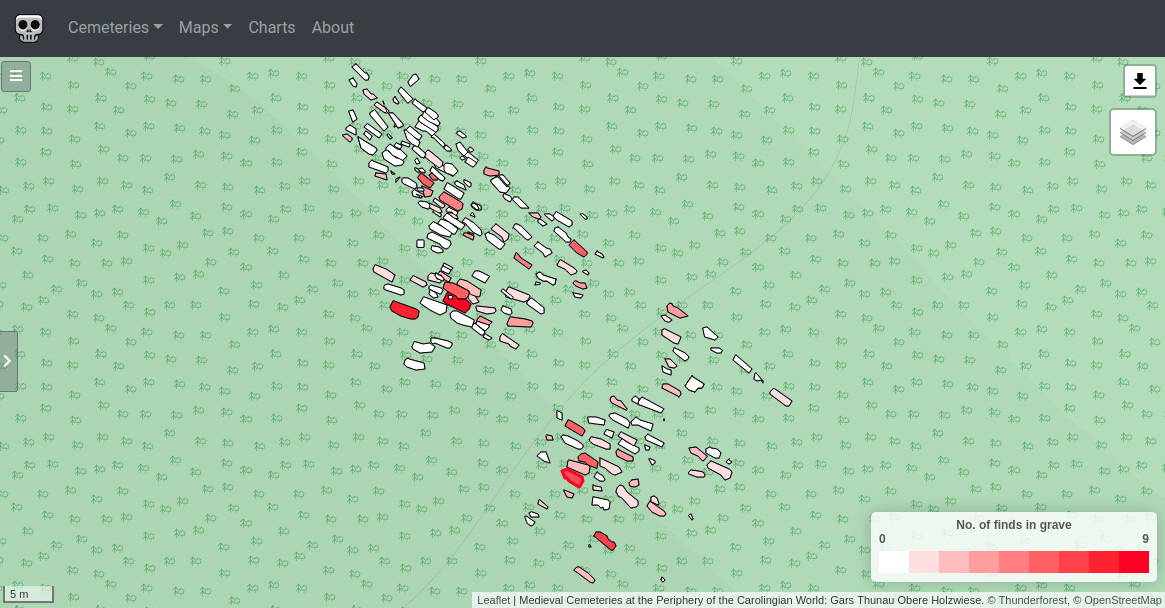 Cemeteries Maps Charts About
No. of finds in grave
0 9
5 m
Leaflet | Medieval Cemeteries at the Periphery of the Carolingian World: Gars Thunau Obere Holzwiese. © Thunderforest, © OpenStreetMap